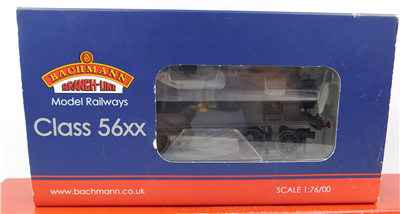 BACHMANN
BRANCH-LINE
Model Railways
Class 56xx
www.bachmann.co.uk
SCALE 1:76/00